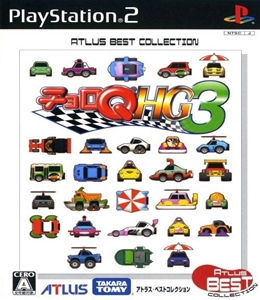 PlayStation 2
NTSC J
ATLUS BEST COLLECTION
チョロQ HG 3
CERO A
ATLUS
TAKARA TOMY
アトラス・ベストコレクション
ATLUS BEST COLLECTION